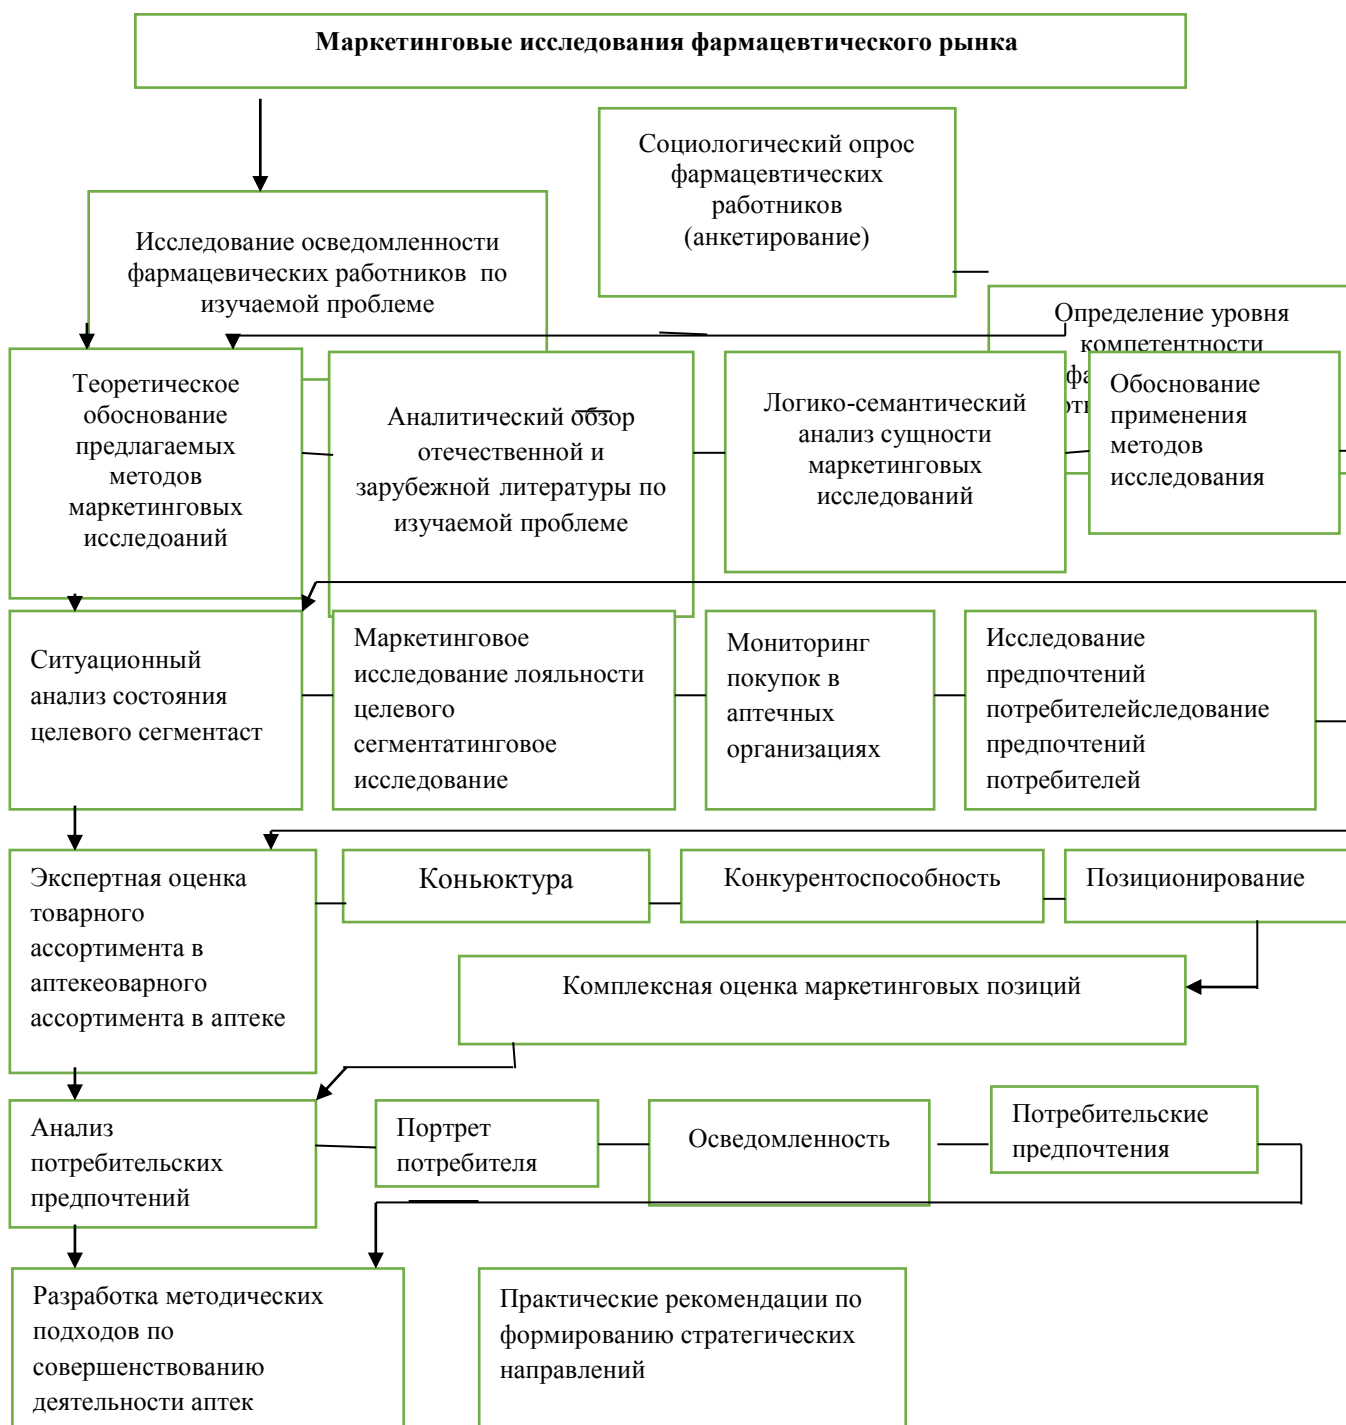 Маркетинговые исследования фармацевтического рынка
Социологический опрос
фармацевтических
работников
(анкетирование)
Исследование осведомленности
фармацевических работников по
изучаемой проблеме
Определение уровня
компетентности
Теоретическое
обоснование
предлагаемых
методов
маркетинговых
исследоаний
Аналитический обзор
отечественной и
зарубежной литературы по
изучаемой проблеме
Логико-семантический
анализ сущности
маркетинговых
исследований
Обоснование
применения
методов
исследования
Ситуационный
анализ состояния
целевого сегментаст
Маркетинговое
исследование лояльности
целевого
сегментатинговое
исследование
Мониторинг
покупок в
аптечных
организациях
Исследование
предпочтений
потребителейследование
предпочтений
потребителей
Экспертная оценка
товарного
ассортимента в
аптекеоварного
ассортимента в аптеке
Коньюктура
Конкурентоспособность
Позиционирование
Комплексная оценка маркетинговых позиций
Анализ
потребительских
предпочтений
Портрет
потребителя
Осведомленность
Потребительские
предпочтения
Разработка методических
подходов по
совершенствованию
деятельности аптек
Практические рекомендации по
формированию стратегических
направлений